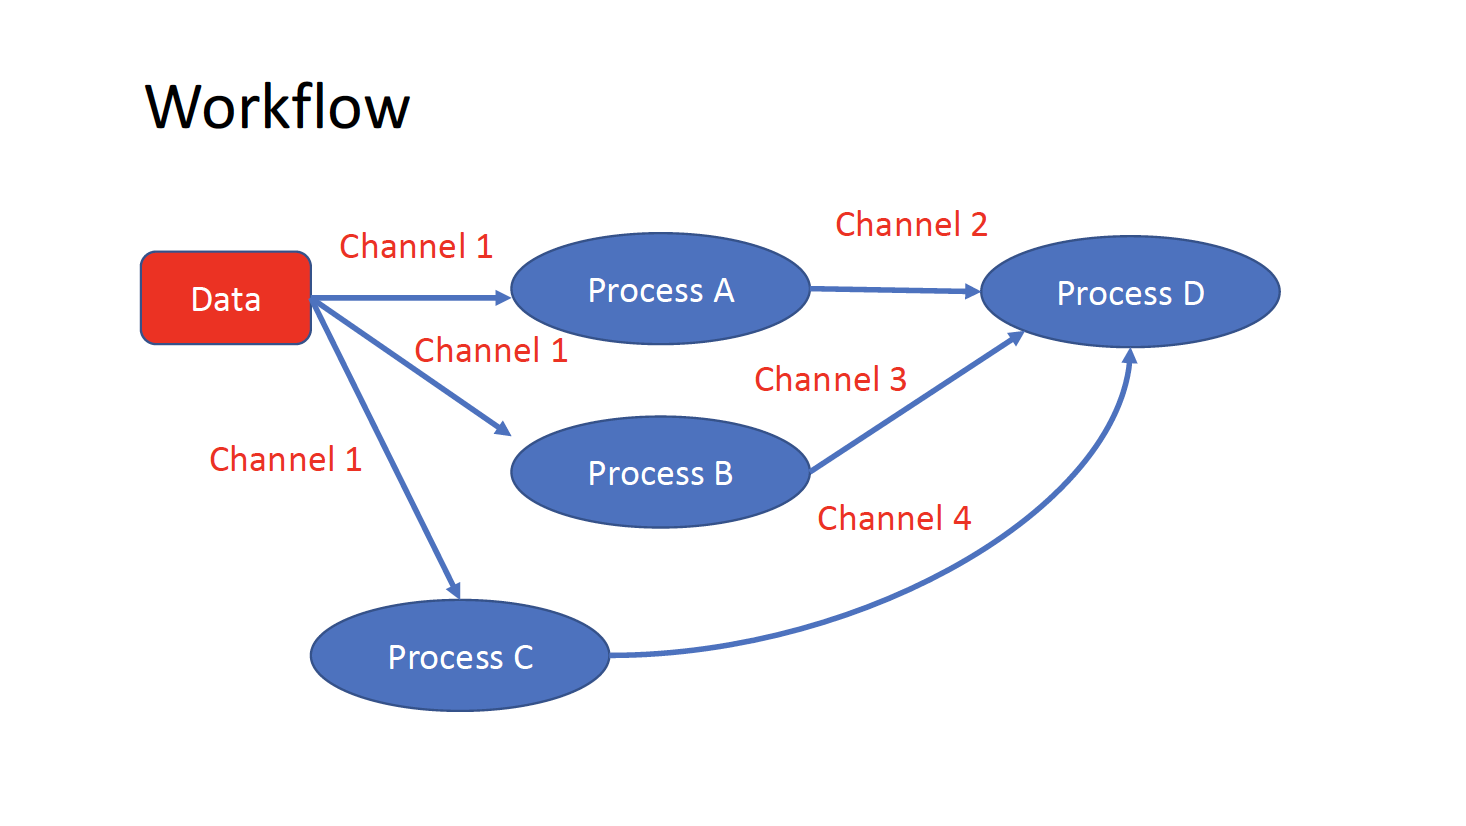 Workflow
Channel 2
Channel 1
Data
Process A
Process D
Channel 1
Channel 3
Channel 1
Process B
Channel 4
Process C